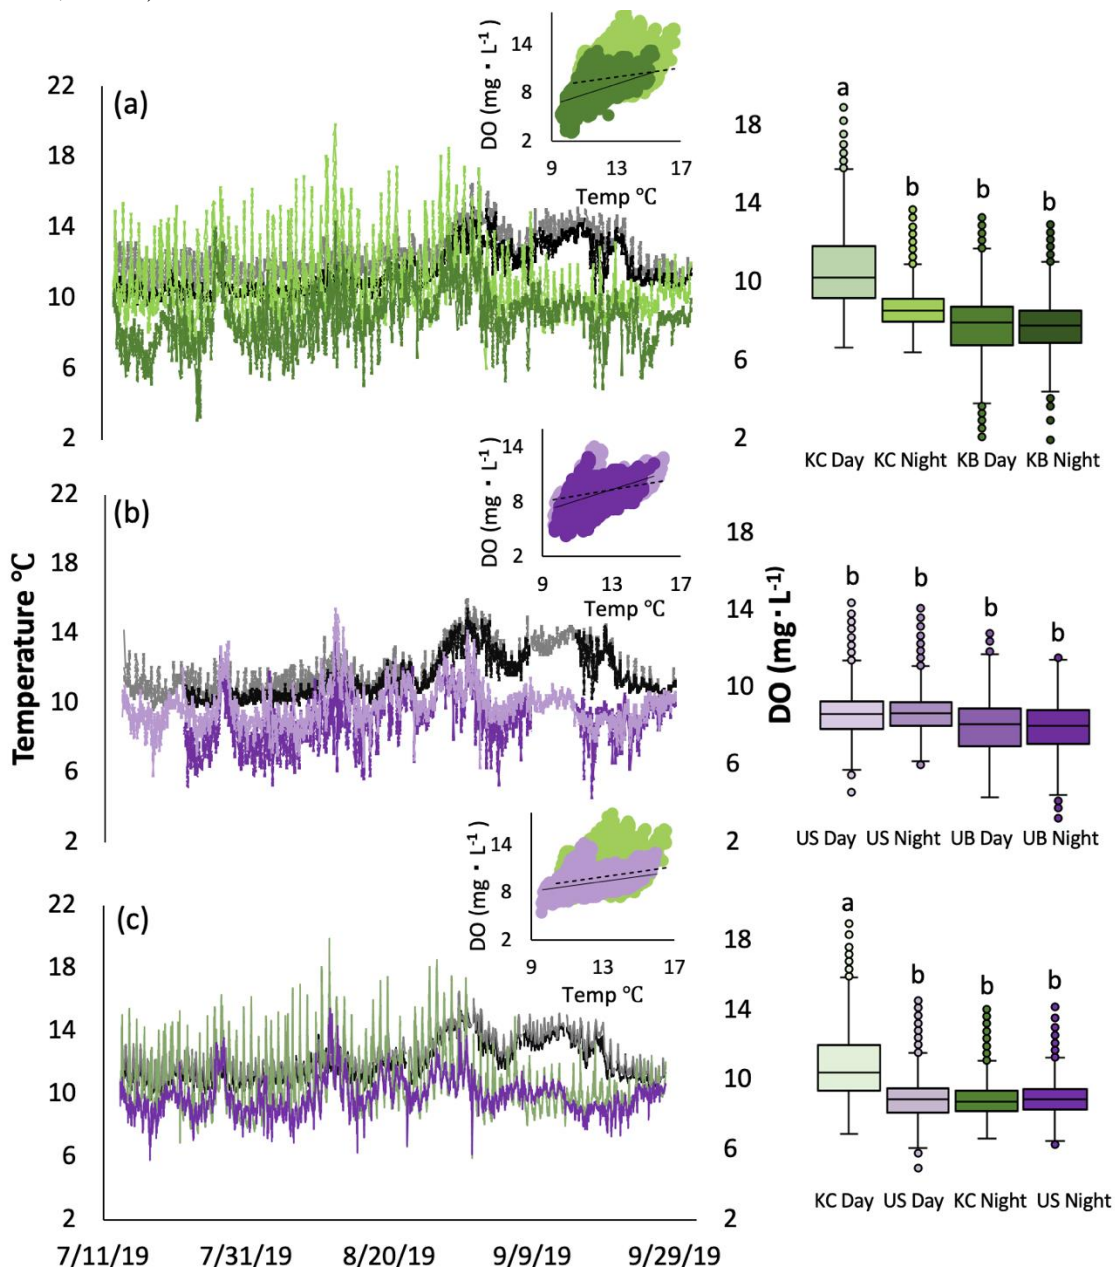 (a)
22
18
14
10
6
2
DO (mg · L-1)
14
8
2
9 13 17
Temp °C
18
14
10
6
2
a
b
b
b
KC Day KC Night KB Day KB Night
(b)
22
18
14
10
6
2
Temperature °C
DO (mg · L-1)
14
8
2
9 13 17
Temp °C
DO (mg · L-1)
18
14
10
6
2
b
b
b
b
US Day US Night UB Day UB Night
(c)
22
18
14
10
6
2
DO (mg · L-1)
14
8
2
9 13 17
Temp °C
18
14
10
6
2
a
b
b
b
KC Day US Day KC Night US Night
7/11/19 7/31/19 8/20/19 9/9/19 9/29/19